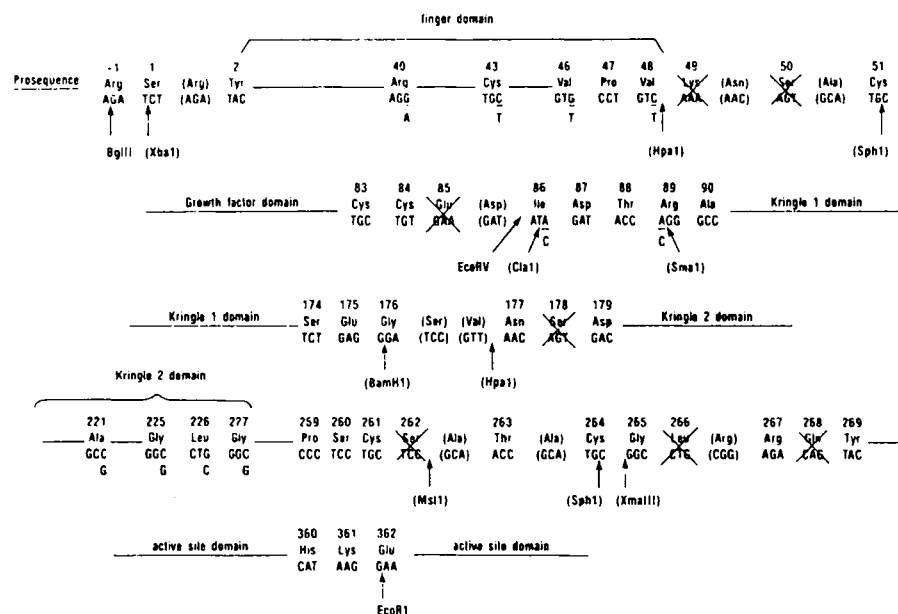 finger domain
-1 1 2 40 43 46 47 48 49 50 51
Prosequence Arg Ser (Arg) Tyr Arg Cys Val Pro Val Lys (Asn) Ser (Ala) Cys
AGA TCT (AGA) TAC AGG TGC GTG CCT GTC AAA (AAC) AGT (GCA) TGC
A T T T
BglII (Xba1) (Hpa1) (Sph1)
83 84 85 86 87 88 89 90
Growth factor domain Cys Cys Glu (Asp) Ile Asp Thr Arg Ala Kringle 1 domain
TGC TGT GAA (GAT) ATA GAT ACC AGG GCC
C C
EcoRV (Cla1) (Sma1)
174 175 176 177 178 179
Kringle 1 domain Ser Glu Gly (Ser) (Val) Asn Ser Asp Kringle 2 domain
TCT GAG GGA (TCC) (GTT) AAC AGT GAC
(BamH1) (Hpa1)
Kringle 2 domain
221 225 226 277 259 260 261 262 263 264 265 266 267 268 269
Ala Gly Leu Gly Pro Ser Cys Ser (Ala) Thr (Ala) Cys Gly Leu (Arg) Arg Gln Tyr
GCC GGC CTG GGC CCC TCC TGC TCG (GCA) ACC (GCA) TGC GGC CTG (CGG) AGA CAG TAC
G G C G
(Msl1) (Sph1) (XmaIII)
360 361 362
active site domain His Lys Glu active site domain
CAT AAG GAA
EcoR1